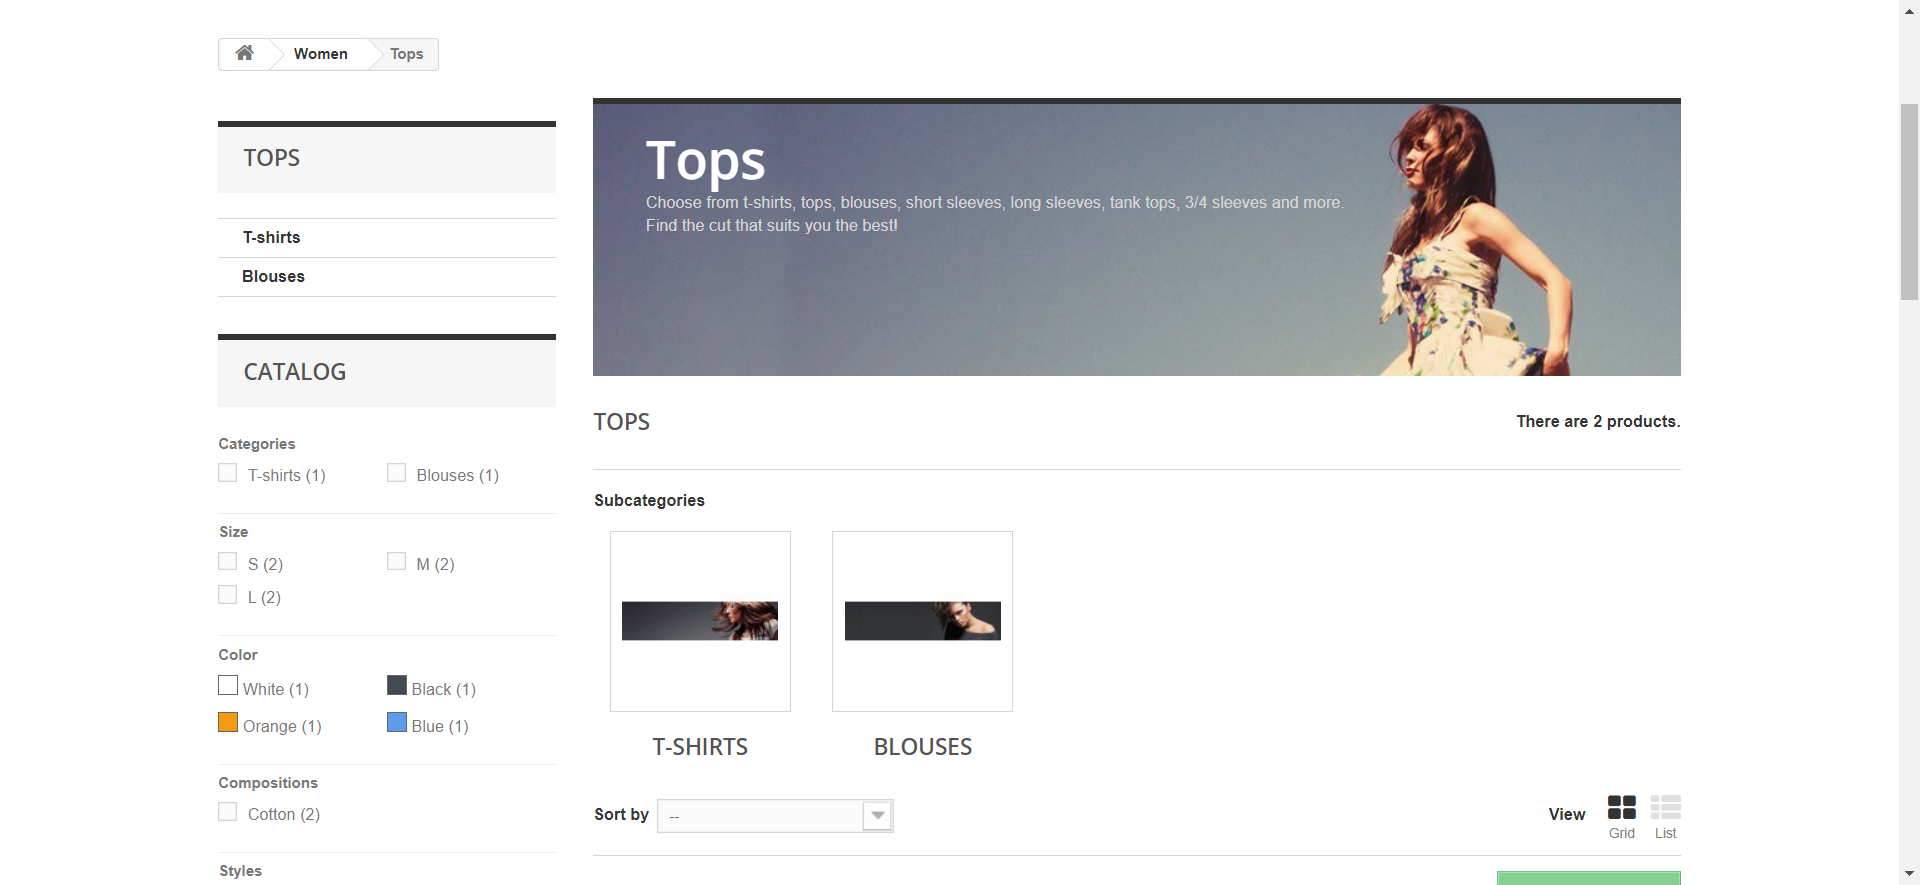 Women
Tops
TOPS
T-shirts
Blouses
CATALOG
Categories
T-shirts (1)
Blouses (1)
Size
S (2)
M (2)
L (2)
Color
White (1)
Black (1)
Orange (1)
Blue (1)
Compositions
Cotton (2)
Styles
Tops
Choose from t-shirts, tops, blouses, short sleeves, long sleeves, tank tops, 3/4 sleeves and more.
Find the cut that suits you the best!
TOPS
There are 2 products.
Subcategories
T-SHIRTS
BLOUSES
Sort by
--
View
Grid
List